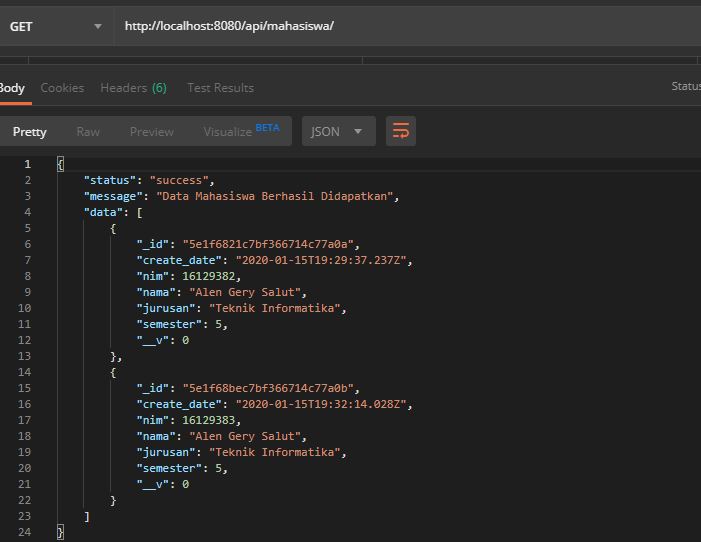 GET http://localhost:8080/api/mahasiswa/
Body Cookies Headers (6) Test Results Status
Pretty Raw Preview Visualize BETA JSON
1 {
2 "status": "success",
3 "message": "Data Mahasiswa Berhasil Didapatkan",
4 "data": [
5 {
6 "_id": "5e1f6821c7bf366714c77a0a",
7 "create_date": "2020-01-15T19:29:37.237Z",
8 "nim": 16129382,
9 "nama": "Alen Gery Salut",
10 "jurusan": "Teknik Informatika",
11 "semester": 5,
12 "__v": 0
13 },
14 {
15 "_id": "5e1f68bec7bf366714c77a0b",
16 "create_date": "2020-01-15T19:32:14.028Z",
17 "nim": 16129383,
18 "nama": "Alen Gery Salut",
19 "jurusan": "Teknik Informatika",
20 "semester": 5,
21 "__v": 0
22 }
23 ]
24 }